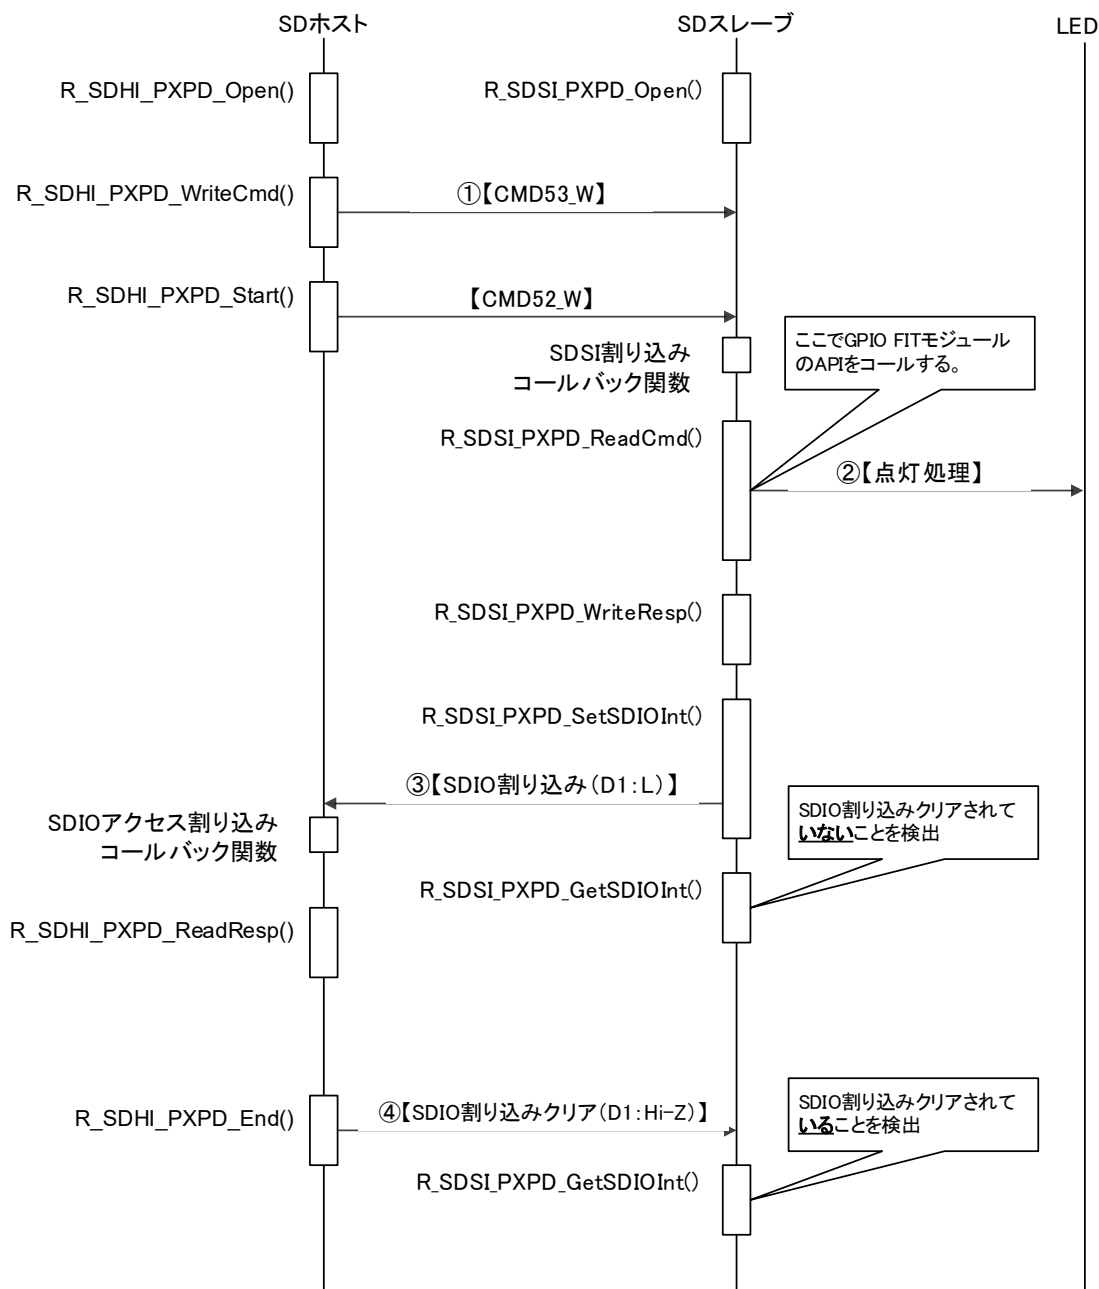 SDホスト
SDスレーブ
LED
R_SDHI_PXPD_Open()
R_SDSI_PXPD_Open()
R_SDHI_PXPD_WriteCmd()
①【CMD53_W】
R_SDHI_PXPD_Start()
【CMD52_W】
ここでGPIO FITモジュール
のAPIをコールする。
SDSI割り込み
コールバック関数
R_SDSI_PXPD_ReadCmd()
②【点灯処理】
R_SDSI_PXPD_WriteResp()
R_SDSI_PXPD_SetSDIOInt()
③【SDIO割り込み(D1:L)】
SDIO割り込みクリアされて
いないことを検出
SDIOアクセス割り込み
コールバック関数
R_SDSI_PXPD_GetSDIOInt()
R_SDHI_PXPD_ReadResp()
R_SDHI_PXPD_End()
④【SDIO割り込みクリア(D1:Hi-Z)】
SDIO割り込みクリアされて
いることを検出
R_SDSI_PXPD_GetSDIOInt()